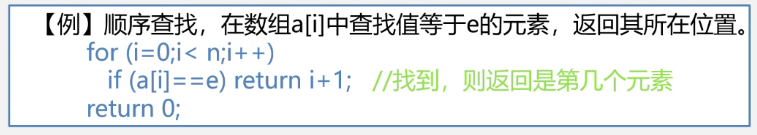 【例】顺序查找，在数组a[i]中查找值等于e的元素，返回其所在位置。
for (i=0;i< n;i++)
if (a[i]==e) return i+1; //找到，则返回是第几个元素
return 0;